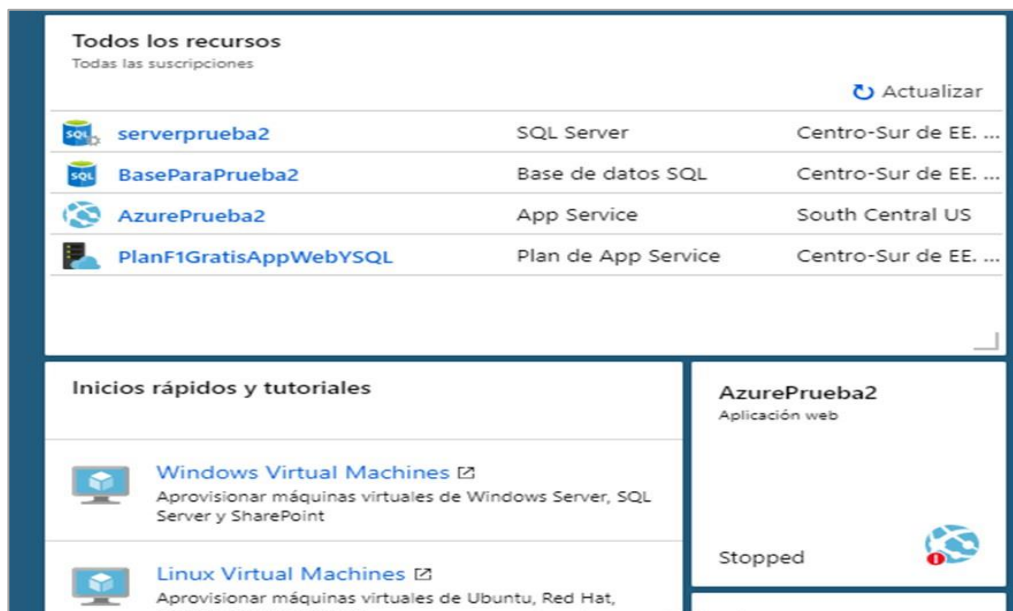 Todos los recursos
Todas las suscripciones
Actualizar
SQL serverprueba2 SQL Server Centro-Sur de EE. ...
SQL BaseParaPrueba2 Base de datos SQL Centro-Sur de EE. ...
AzurePrueba2 App Service South Central US
PlanF1GratisAppWebYSQL Plan de App Service Centro-Sur de EE. ...
Inicios rápidos y tutoriales
Windows Virtual Machines
Aprovisionar máquinas virtuales de Windows Server, SQL
Server y SharePoint
Linux Virtual Machines
Aprovisionar máquinas virtuales de Ubuntu, Red Hat,
AzurePrueba2
Aplicación web
Stopped